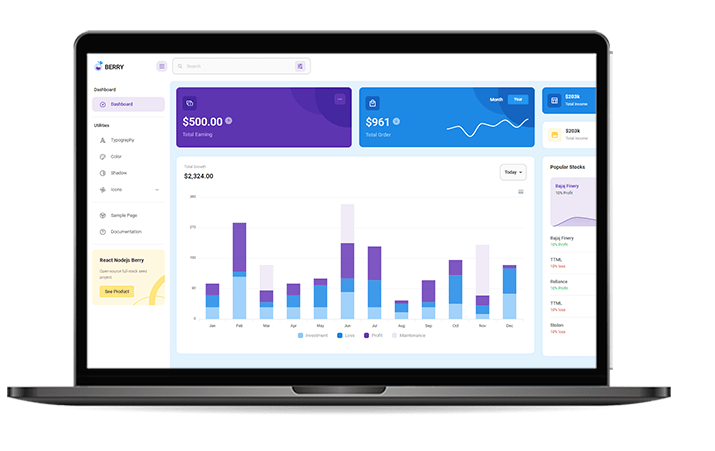 BERRY
Search
Dashboard
Dashboard
Utilities
Typography
Color
Shadow
Icons
Sample Page
Documentation
React Nodejs Berry
Open-source full-stack seed
project
See Product
$500.00
Total Earning
Month
Year
$961
Total Order
$203k
Total Income
$203k
Total Income
Total Growth
$2,324.00
Today
270
90
0
Jan Feb Mar Apr May Jun Jul Aug Sep Oct Nov Dec
Investment Loss Profit Maintenance
Popular Stocks
Bajaj Finery
10% Profit
Bajaj Finery
10% Profit
TTML
10% loss
Reliance
10% Profit
TTML
10% loss
Stolon
10% loss